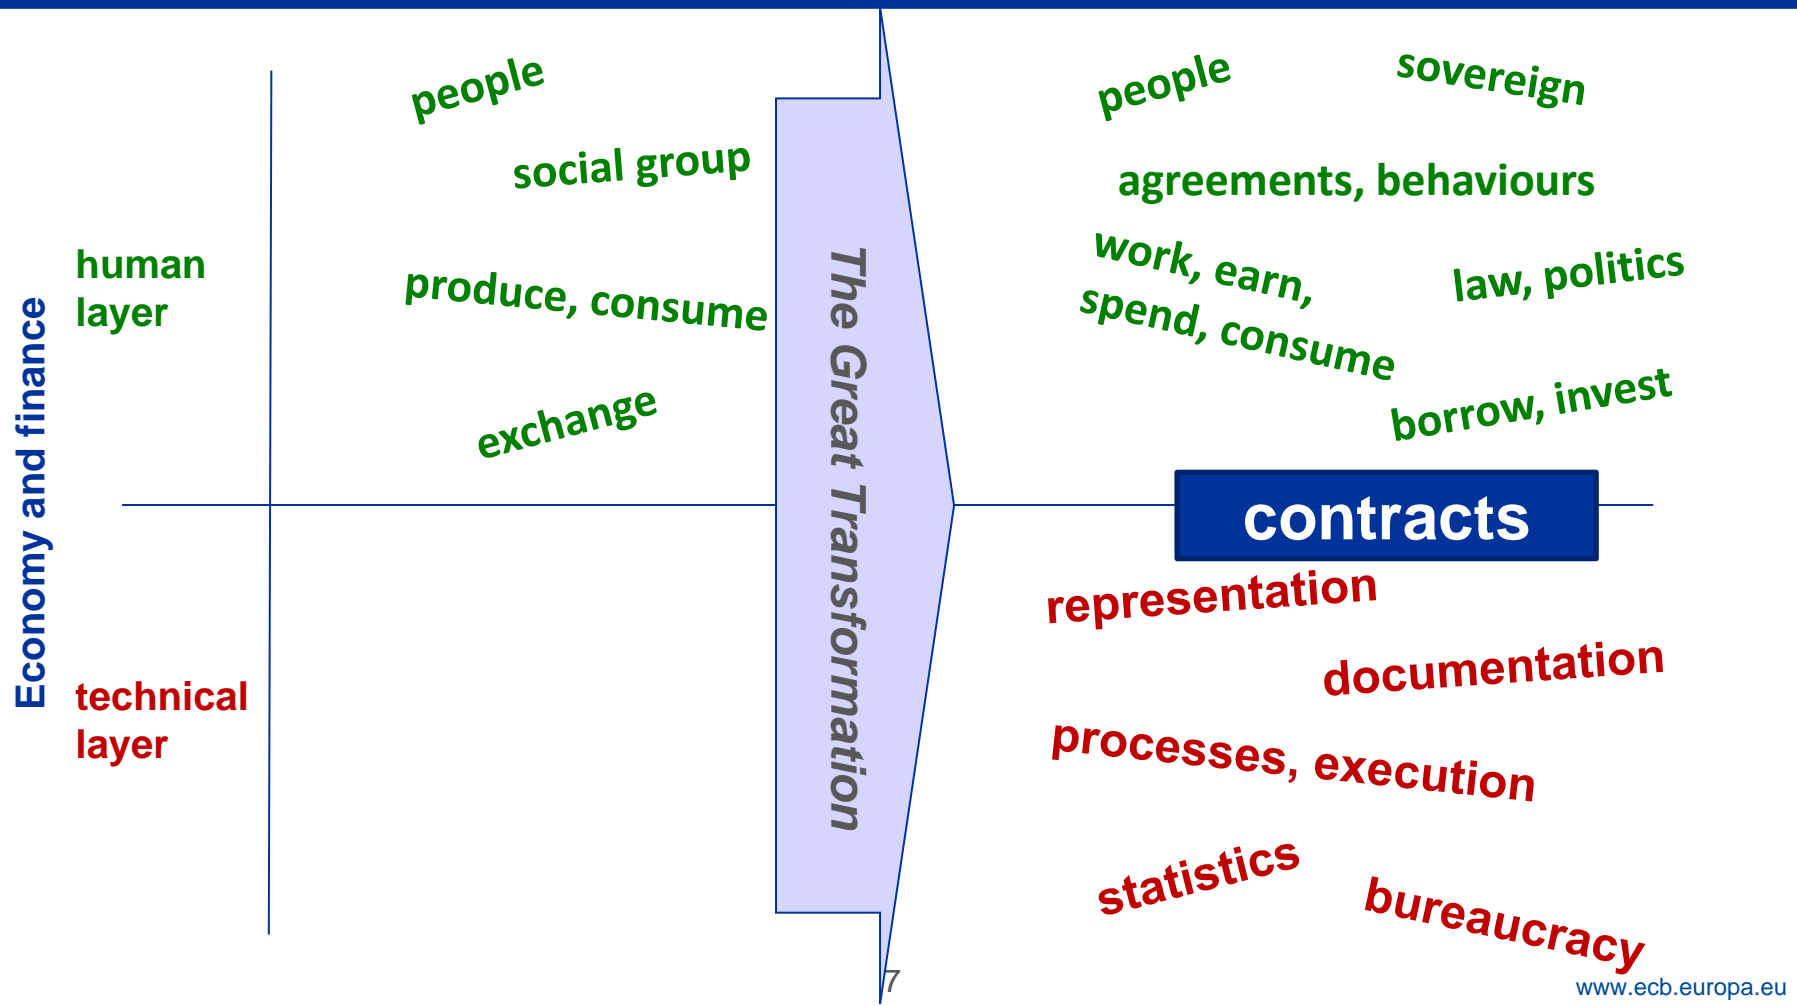 Economy and finance
human
layer
technical
layer
people
social group
produce, consume
exchange
The Great Transformation
people
sovereign
agreements, behaviours
work, earn,
spend, consume
law, politics
borrow, invest
contracts
representation
documentation
processes, execution
statistics
bureaucracy
7
www.ecb.europa.eu